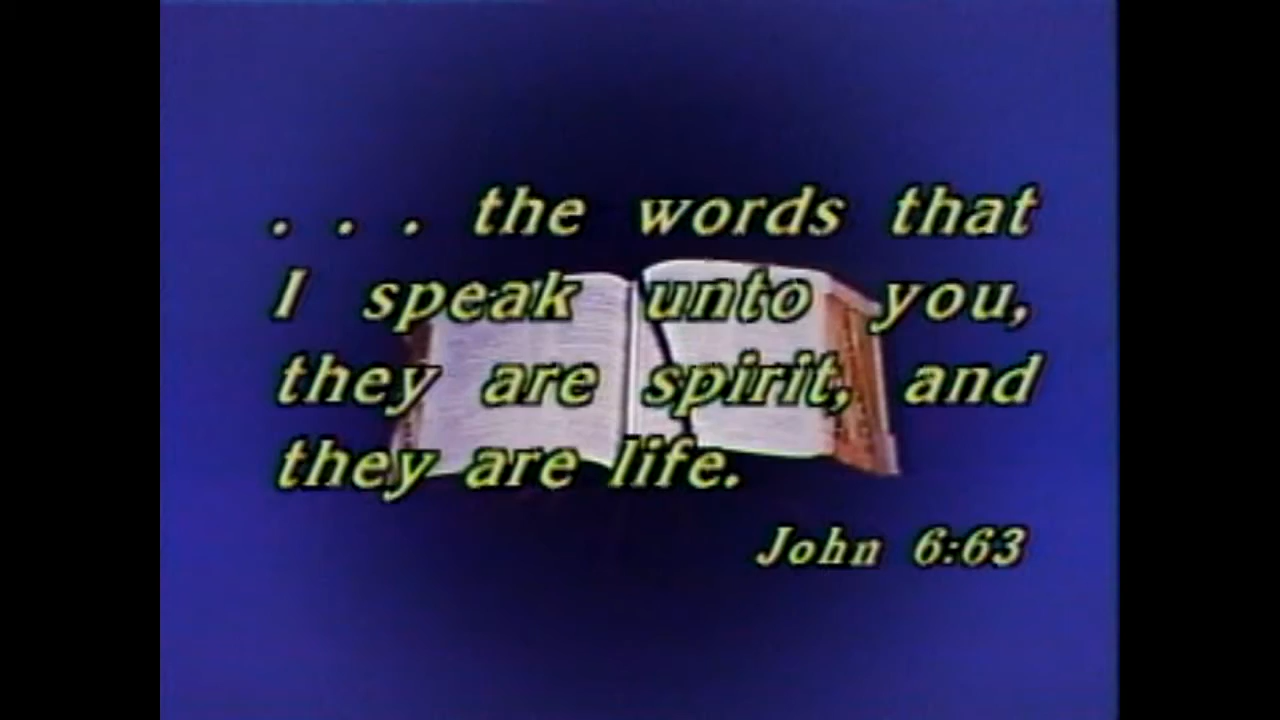 . . . the words that
I speak unto you,
they are spirit, and
they are life.
John 6:63